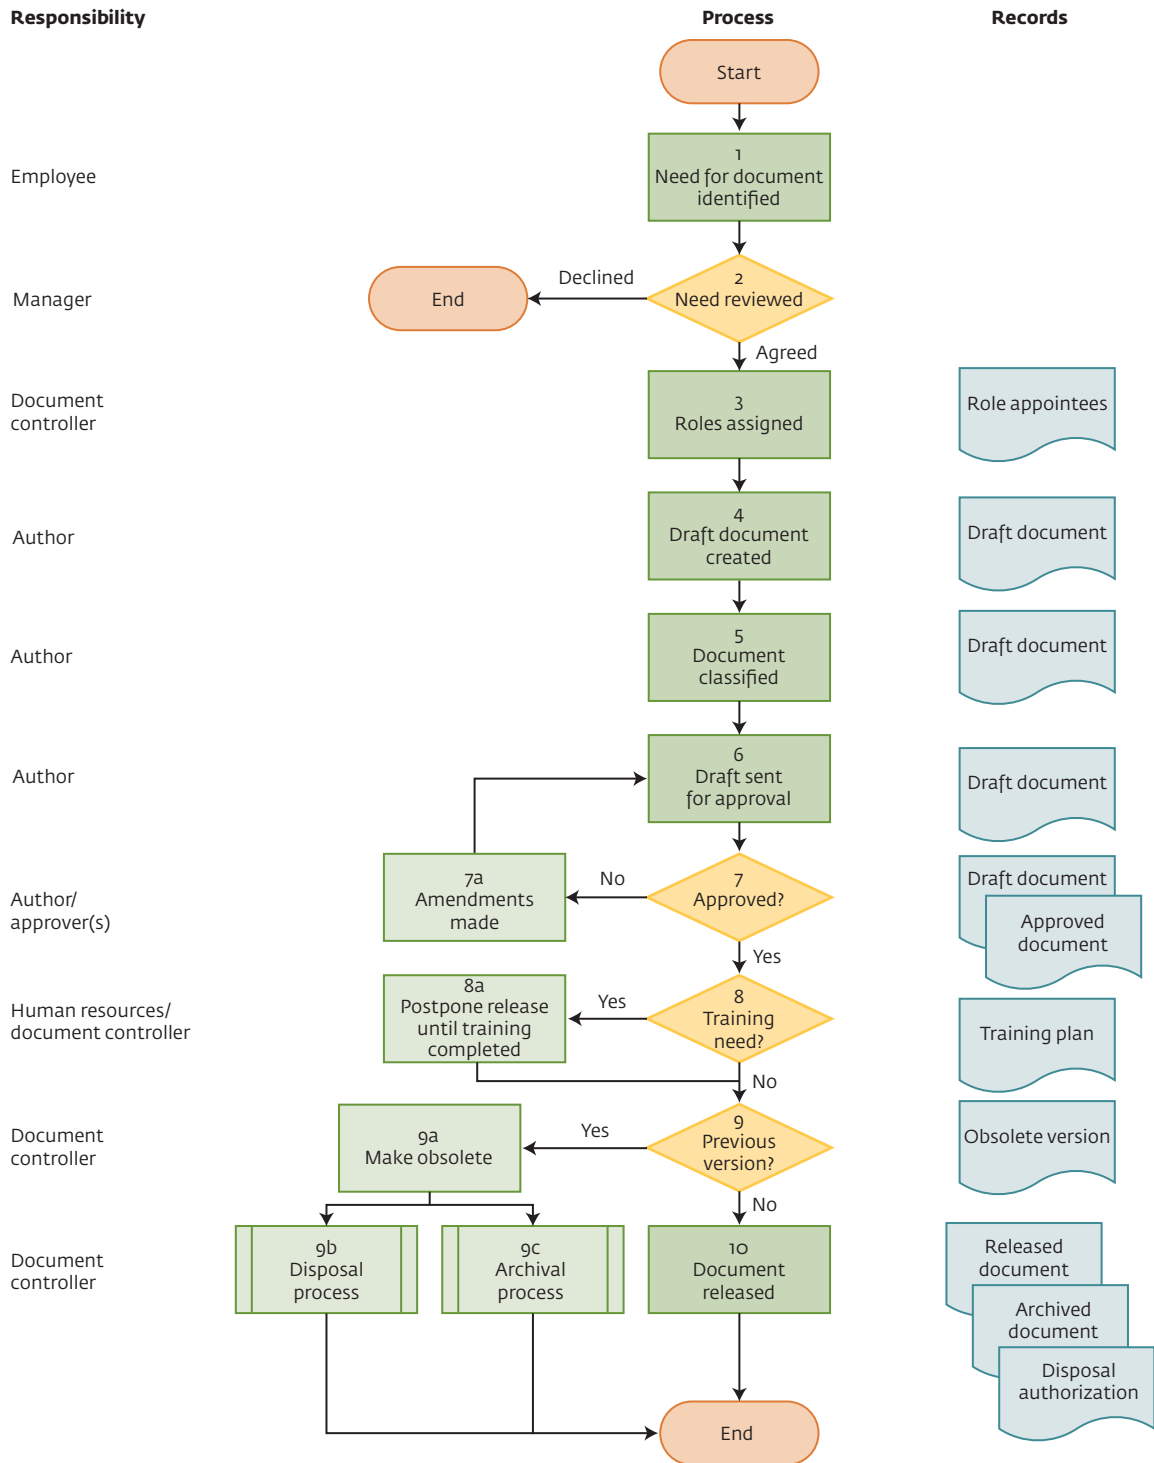 Responsibility
Process
Records
Start
Employee
1
Need for document
identified
Manager
End
Declined
2
Need reviewed
Agreed
Document
controller
3
Roles assigned
Role appointees
Author
4
Draft document
created
Draft document
Author
5
Document
classified
Draft document
Author
6
Draft sent
for approval
Draft document
Author/
approver(s)
7a
Amendments
made
No
7
Approved?
Yes
Draft document
Approved
document
Human resources/
document controller
8a
Postpone release
until training
completed
Yes
8
Training
need?
No
Training plan
Document
controller
9a
Make obsolete
Yes
9
Previous
version?
No
Obsolete version
Document
controller
9b
Disposal
process
9c
Archival
process
10
Document
released
Released
document
Archived
document
Disposal
authorization
End